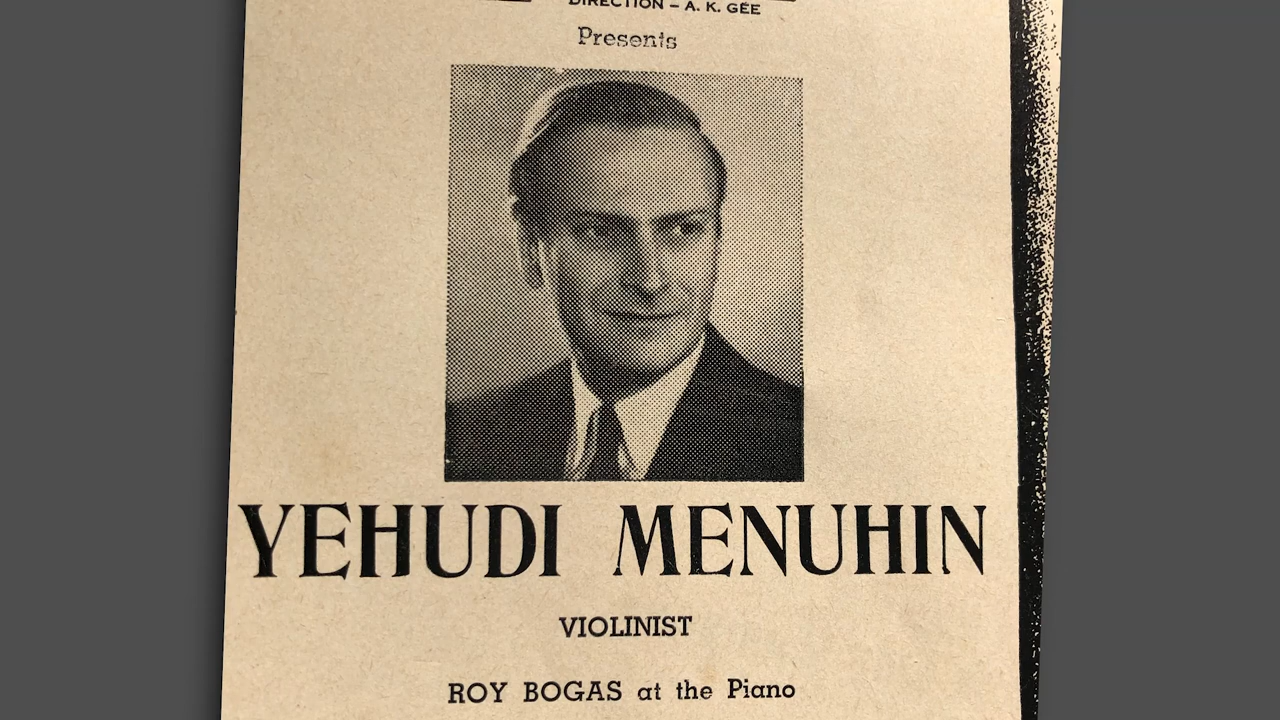 DIRECTION – A. K. GEE
Presents
YEHUDI MENUHIN
VIOLINIST
ROY BOGAS at the Piano